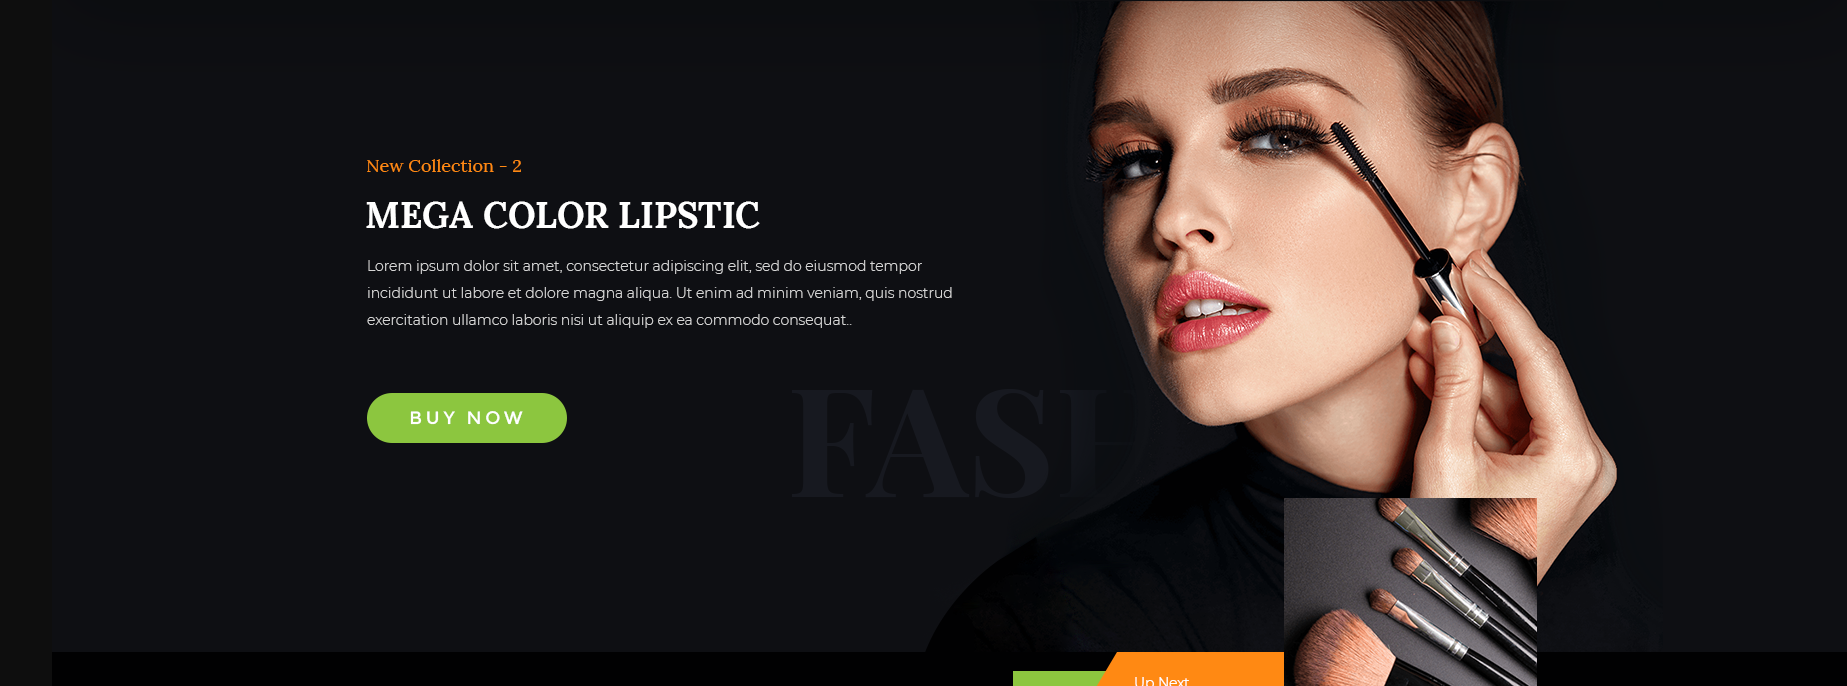 New Collection - 2
MEGA COLOR LIPSTIC
Lorem ipsum dolor sit amet, consectetur adipiscing elit, sed do eiusmod tempor
incididunt ut labore et dolore magna aliqua. Ut enim ad minim veniam, quis nostrud
exercitation ullamco laboris nisi ut aliquip ex ea commodo consequat..
BUY NOW
FASH
Up Next